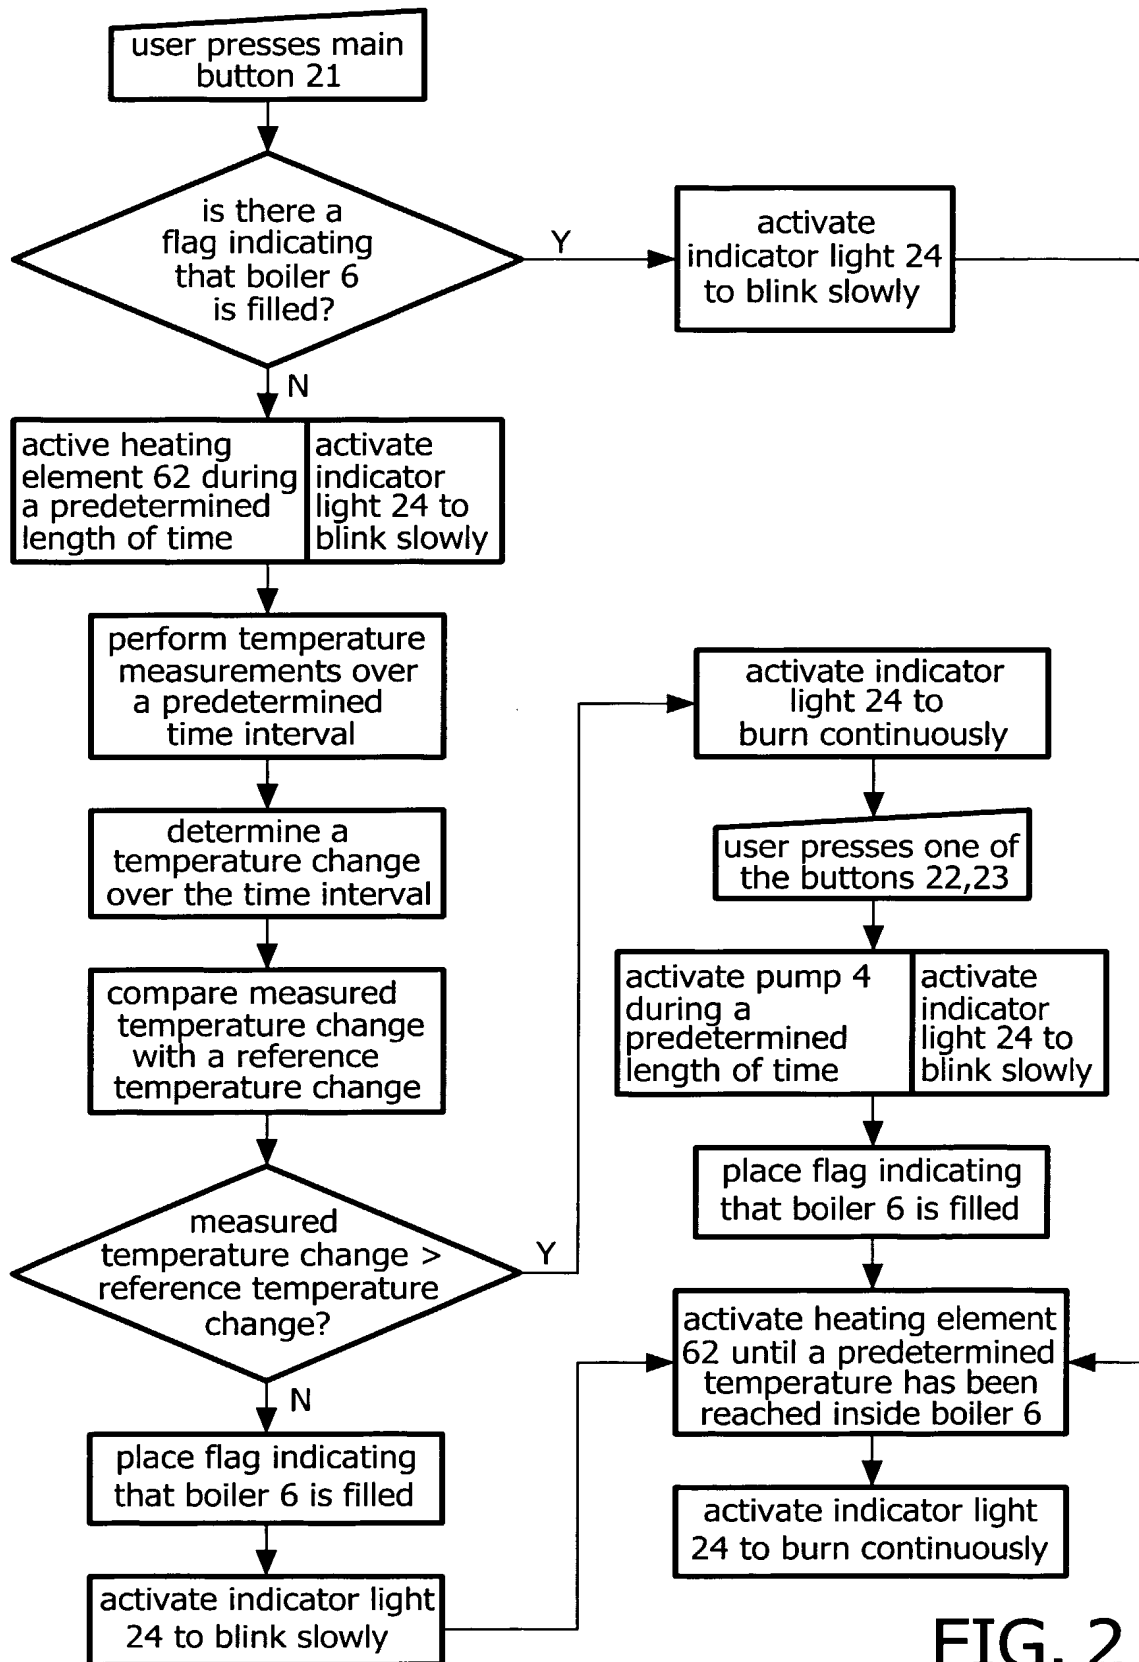 user presses main
button 21
is there a
flag indicating
that boiler 6
is filled?
Y
activate
indicator light 24
to blink slowly
N
active heating
element 62 during
a predetermined
length of time
activate
indicator
light 24 to
blink slowly
perform temperature
measurements over
a predetermined
time interval
determine a
temperature change
over the time interval
compare measured
temperature change
with a reference
temperature change
measured
temperature change >
reference temperature
change?
Y
N
place flag indicating
that boiler 6 is filled
activate indicator light
24 to blink slowly
activate indicator
light 24 to
burn continuously
user presses one of
the buttons 22,23
activate pump 4
during a
predetermined
length of time
activate
indicator
light 24 to
blink slowly
place flag indicating
that boiler 6 is filled
activate heating element
62 until a predetermined
temperature has been
reached inside boiler 6
activate indicator light
24 to burn continuously
FIG. 2